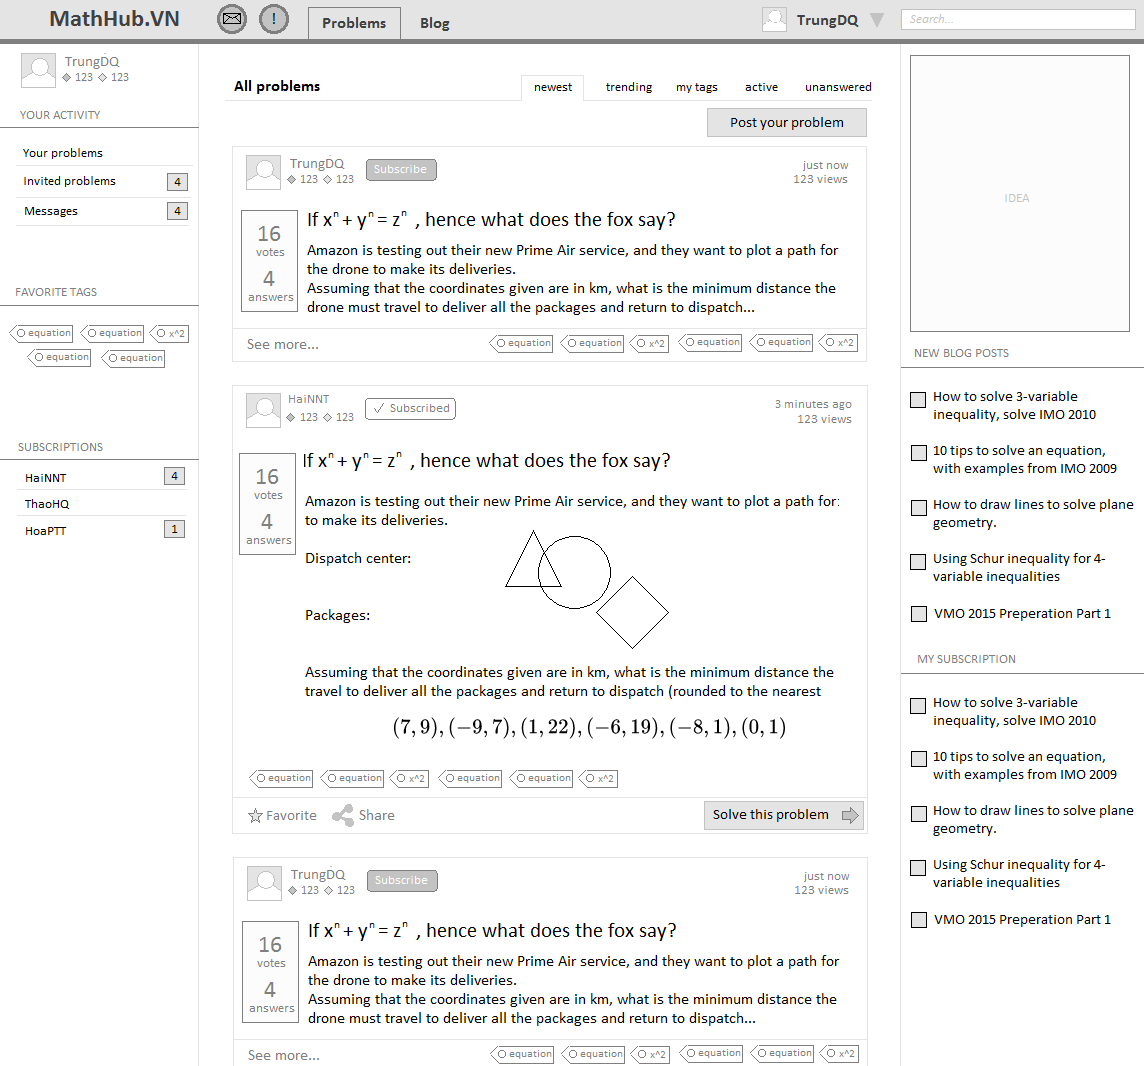 MathHub.VN
!
Problems
Blog
TrungDQ
Search...
TrungDQ
123 123
YOUR ACTIVITY
Your problems
Invited problems 4
Messages 4
FAVORITE TAGS
equation equation x^2
equation equation
SUBSCRIPTIONS
HaiNNT 4
ThaoHQ
HoaPTT 1
All problems
newest trending my tags active unanswered
Post your problem
TrungDQ Subscribe just now
123 123 123 views
16
votes
4
answers
If xⁿ + yⁿ = zⁿ , hence what does the fox say?
Amazon is testing out their new Prime Air service, and they want to plot a path for
the drone to make its deliveries.
Assuming that the coordinates given are in km, what is the minimum distance the
drone must travel to deliver all the packages and return to dispatch...
See more... equation equation x^2 equation equation x^2
HaiNNT Subscribed 3 minutes ago
123 123 123 views
16
votes
4
answers
If xⁿ + yⁿ = zⁿ , hence what does the fox say?
Amazon is testing out their new Prime Air service, and they want to plot a path for
to make its deliveries.
Dispatch center:
Packages:
Assuming that the coordinates given are in km, what is the minimum distance the
travel to deliver all the packages and return to dispatch (rounded to the nearest
(7, 9), (−9, 7), (1, 22), (−6, 19), (−8, 1), (0, 1)
equation equation x^2 equation equation x^2
Favorite Share Solve this problem
TrungDQ Subscribe just now
123 123 123 views
16
votes
4
answers
If xⁿ + yⁿ = zⁿ , hence what does the fox say?
Amazon is testing out their new Prime Air service, and they want to plot a path for
the drone to make its deliveries.
Assuming that the coordinates given are in km, what is the minimum distance the
drone must travel to deliver all the packages and return to dispatch...
See more... equation equation x^2 equation equation x^2
IDEA
NEW BLOG POSTS
How to solve 3-variable
inequality, solve IMO 2010
10 tips to solve an equation,
with examples from IMO 2009
How to draw lines to solve plane
geometry.
Using Schur inequality for 4-
variable inequalities
VMO 2015 Preperation Part 1
MY SUBSCRIPTION
How to solve 3-variable
inequality, solve IMO 2010
10 tips to solve an equation,
with examples from IMO 2009
How to draw lines to solve plane
geometry.
Using Schur inequality for 4-
variable inequalities
VMO 2015 Preperation Part 1